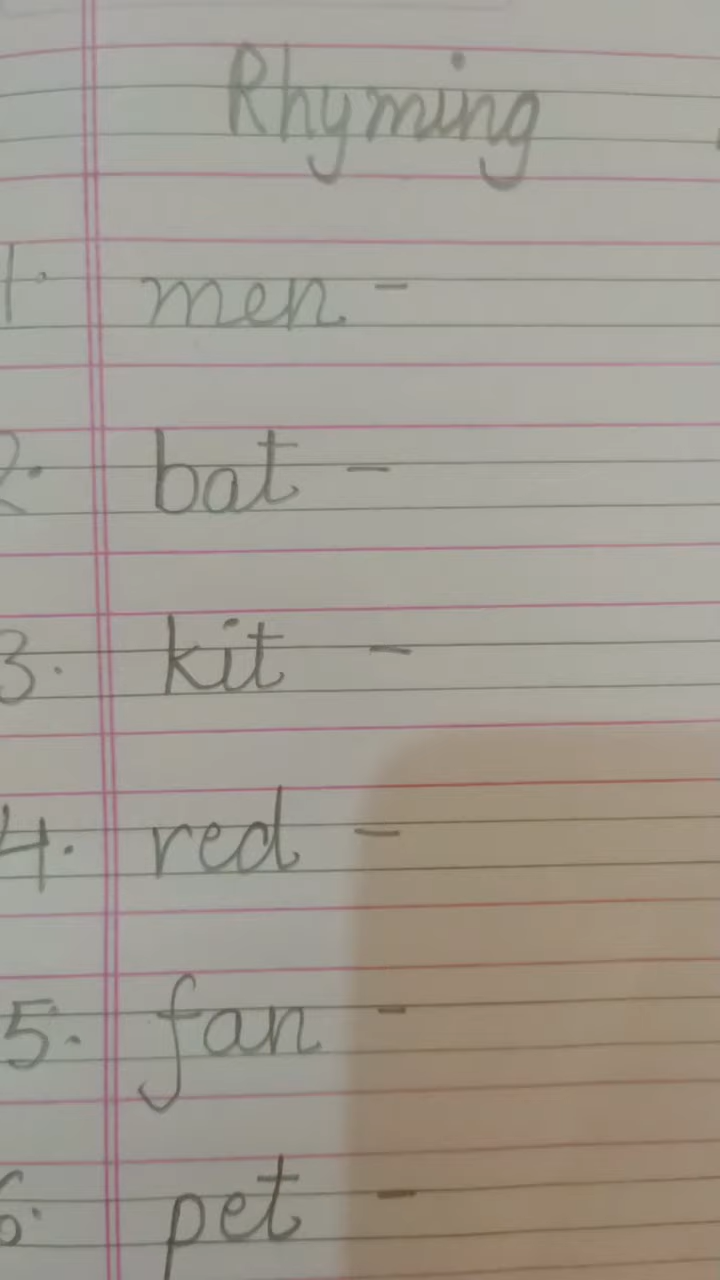 Rhyming
1. men -
2. bat -
3. kit -
4. red -
5. fan -
6. pet -